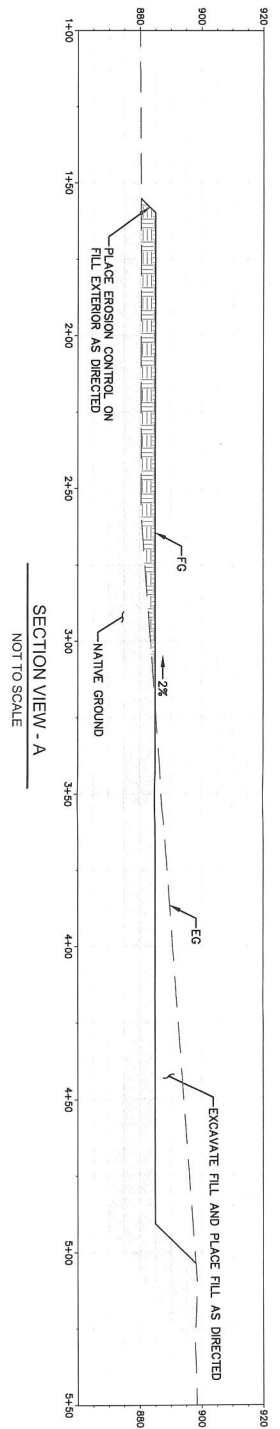 920
900
880
920
900
880
1+00
1+50
2+00
2+50
3+00
3+50
4+00
4+50
5+00
5+50
PLACE EROSION CONTROL ON
FILL EXTERIOR AS DIRECTED
FG
2%
NATIVE GROUND
EG
EXCAVATE FILL AND PLACE FILL AS DIRECTED
SECTION VIEW - A
NOT TO SCALE